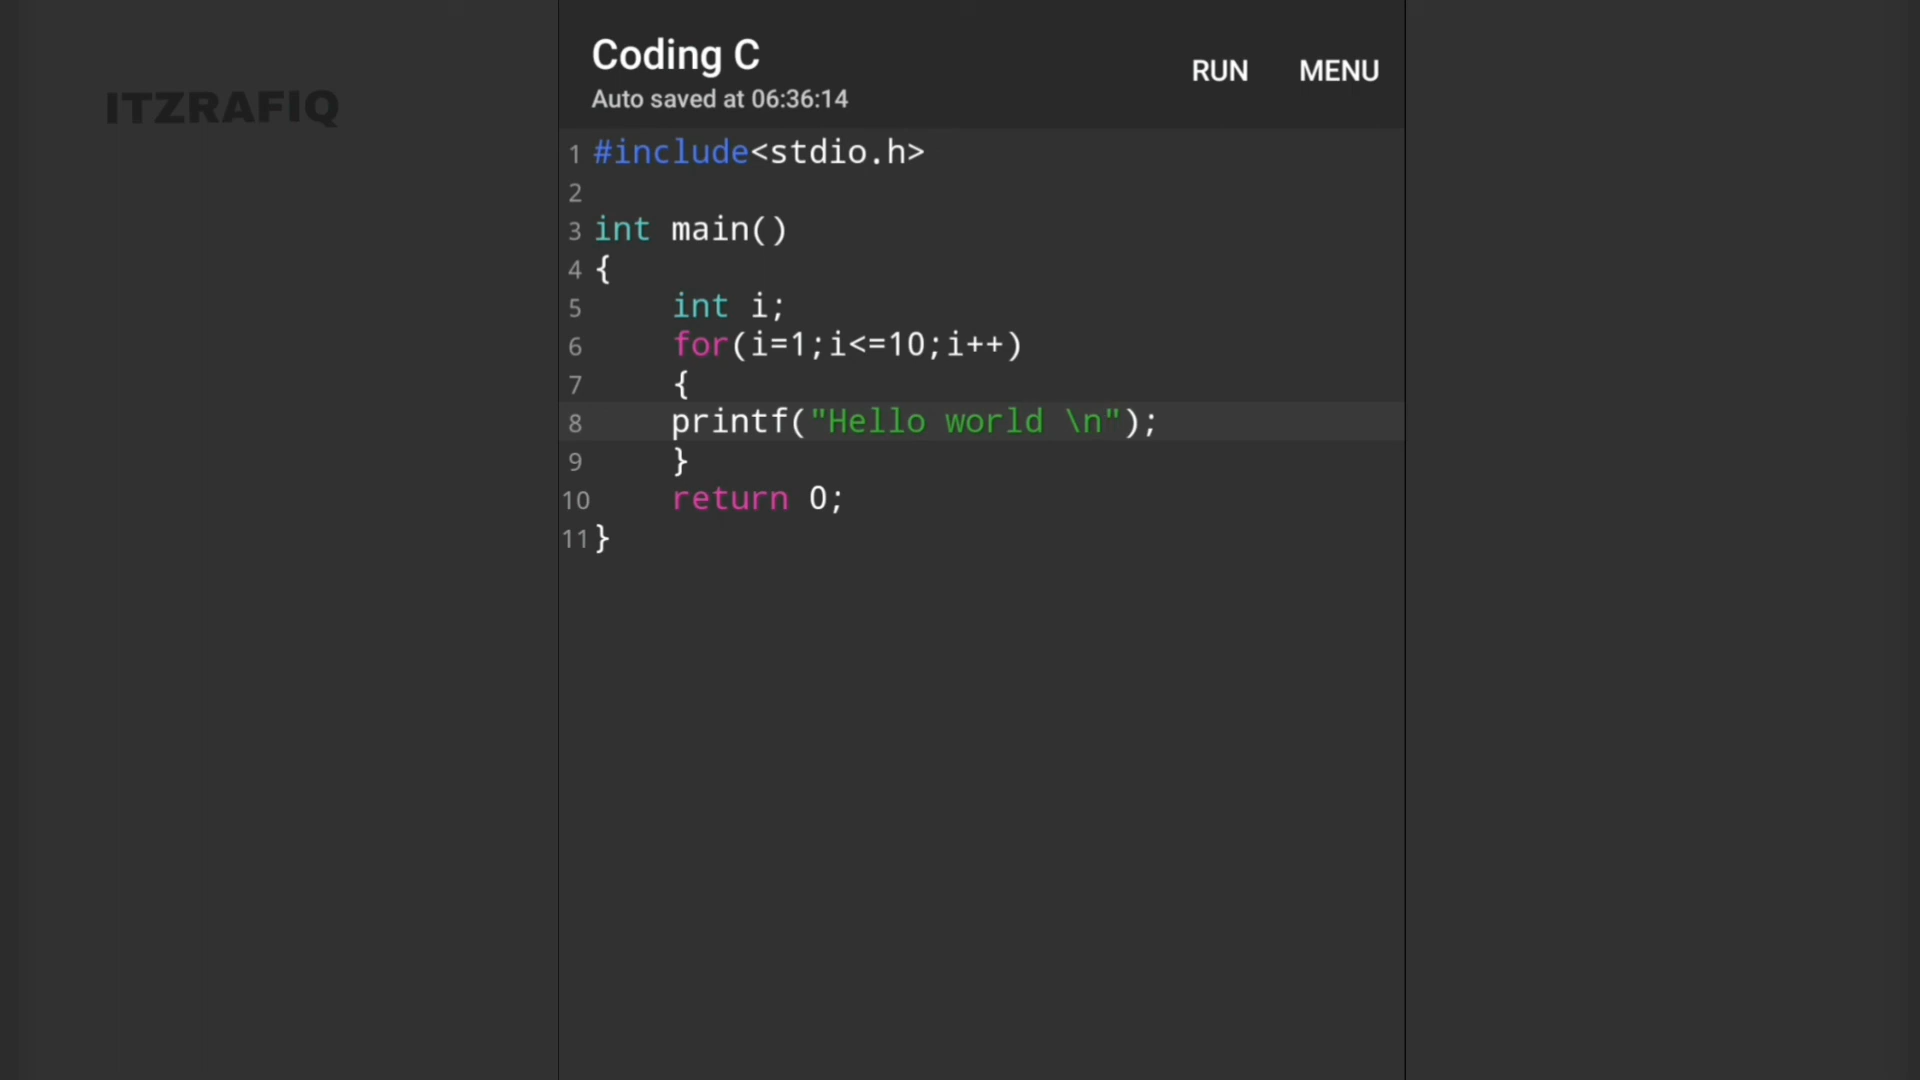 ITZRAFIQ
Coding C
Auto saved at 06:36:14
RUN MENU
1 #include<stdio.h>
2
3 int main()
4 {
5     int i;
6     for(i=1;i<=10;i++)
7     {
8     printf("Hello world \n");
9     }
10     return 0;
11 }